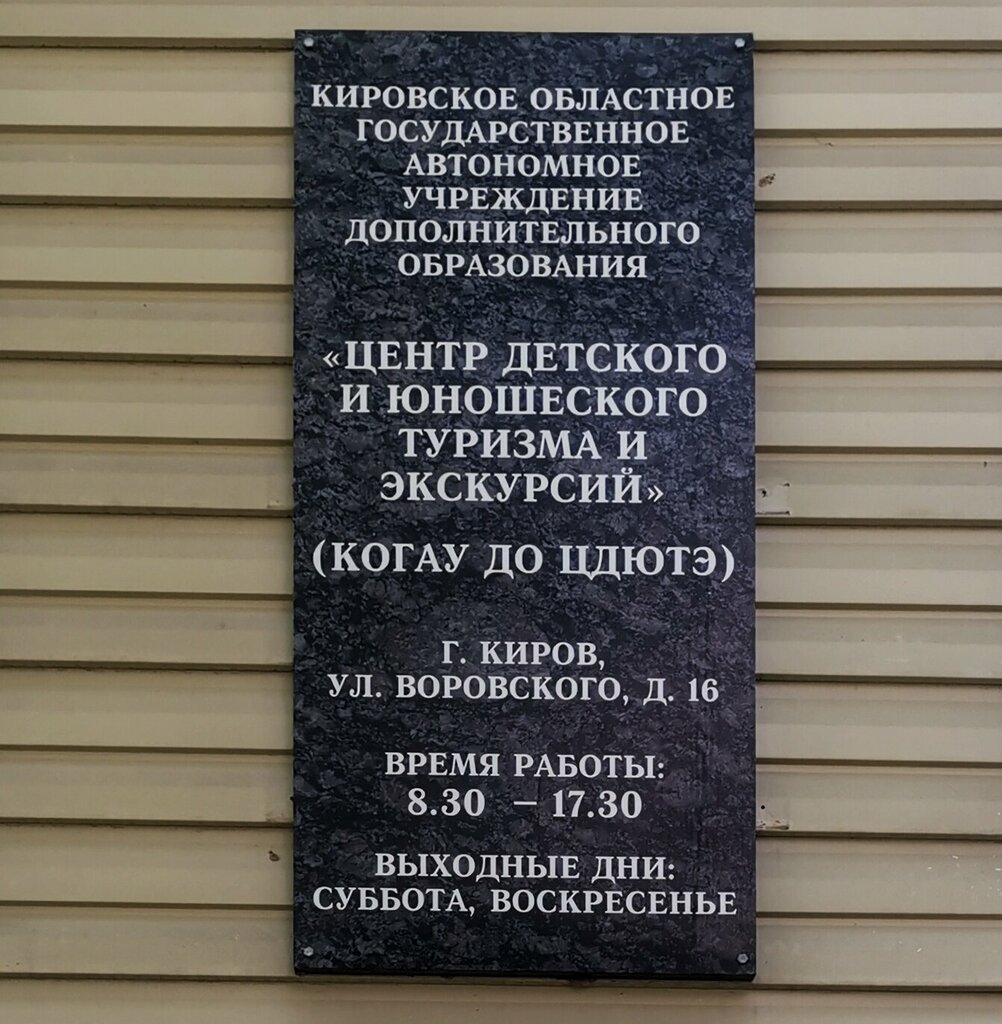 КИРОВСКОЕ ОБЛАСТНОЕ
ГОСУДАРСТВЕННОЕ
АВТОНОМНОЕ
УЧРЕЖДЕНИЕ
ДОПОЛНИТЕЛЬНОГО
ОБРАЗОВАНИЯ
«ЦЕНТР ДЕТСКОГО
И ЮНОШЕСКОГО
ТУРИЗМА И
ЭКСКУРСИЙ»
(КОГАУ ДО ЦДЮТЭ)
Г. КИРОВ,
УЛ. ВОРОВСКОГО, Д. 16
ВРЕМЯ РАБОТЫ:
8.30 – 17.30
ВЫХОДНЫЕ ДНИ:
СУББОТА, ВОСКРЕСЕНЬЕ